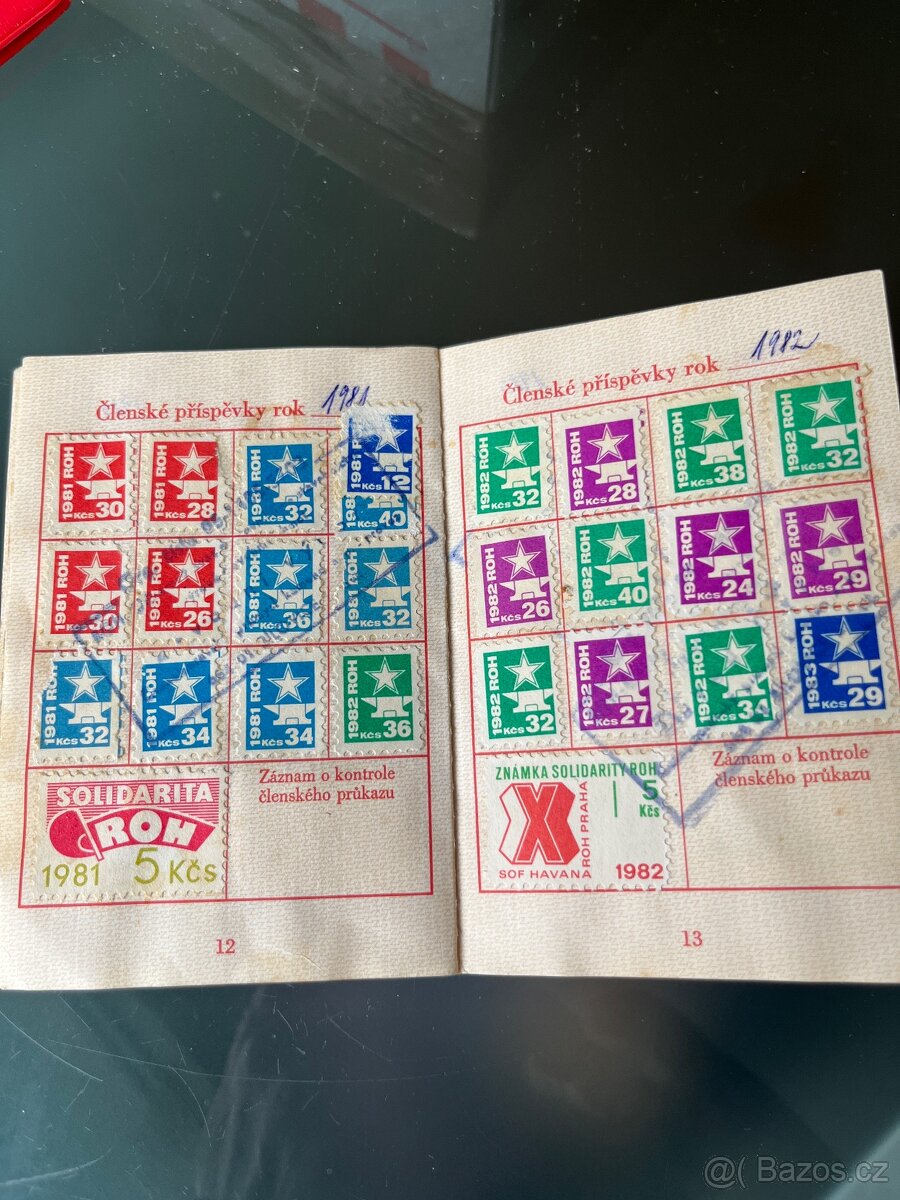 Členské příspěvky rok 1981
1981 ROH Kčs 30
1981 ROH Kčs 28
1981 ROH Kčs 32
1981 ROH Kčs 12
Kčs 40
1981 ROH Kčs 30
1981 ROH Kčs 26
1981 ROH Kčs 36
1981 ROH Kčs 32
1981 ROH Kčs 32
1981 ROH Kčs 34
1981 ROH Kčs 34
1982 ROH Kčs 36
SOLIDARITA
ROH
1981 5 Kčs
Záznam o kontrole
členského průkazu
12
Členské příspěvky rok 1982
1982 ROH Kčs 32
1982 ROH Kčs 28
1982 ROH Kčs 38
1982 ROH Kčs 32
1982 ROH Kčs 26
1982 ROH Kčs 40
1982 ROH Kčs 24
1982 ROH Kčs 29
1982 ROH Kčs 32
1982 ROH Kčs 27
1982 ROH Kčs 34
1983 ROH Kčs 29
ZNÁMKA SOLIDARITY ROH
5
Kčs
X
ROH PRAHA
SOF HAVANA 1982
Záznam o kontrole
členského průkazu
13
Bazos.cz